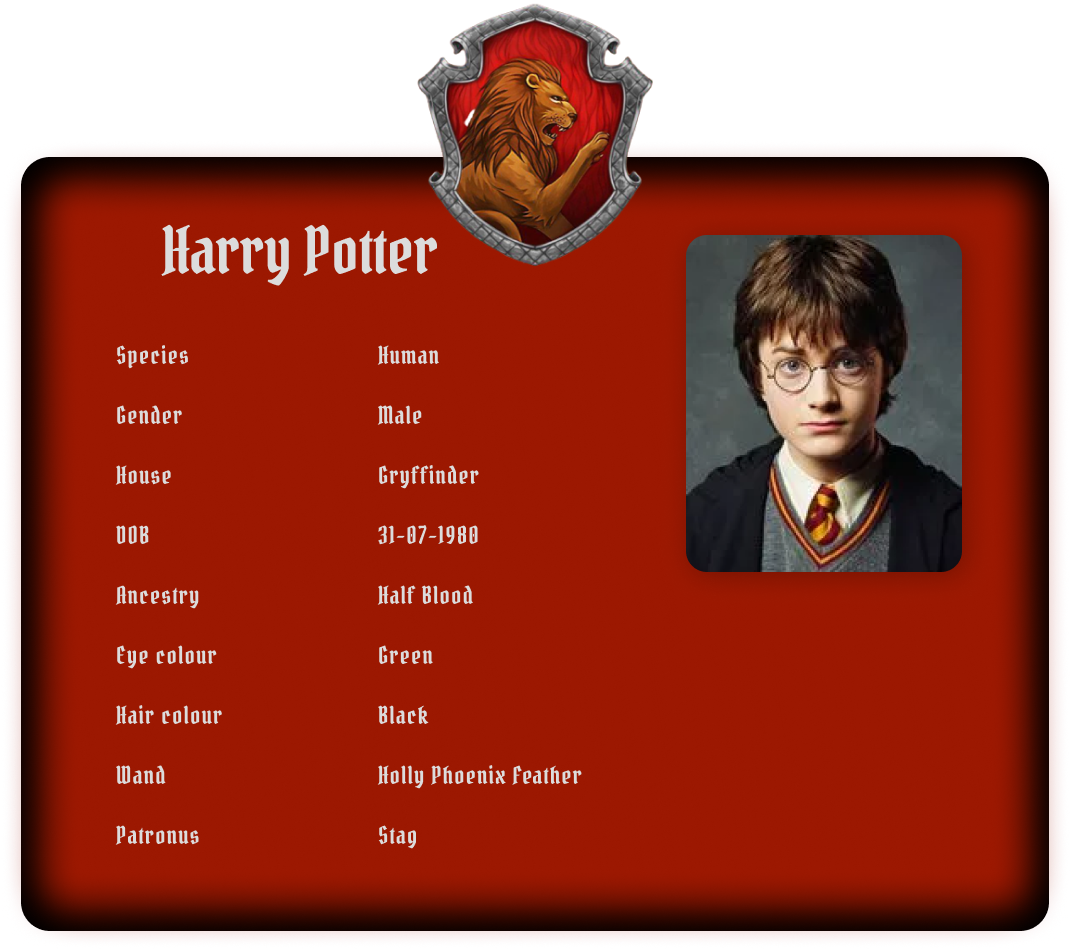 Harry Potter
Species Human
Gender Male
House Gryffinder
DOB 31-07-1980
Ancestry Half Blood
Eye colour Green
Hair colour Black
Wand Holly Phoenix Feather
Patronus Stag